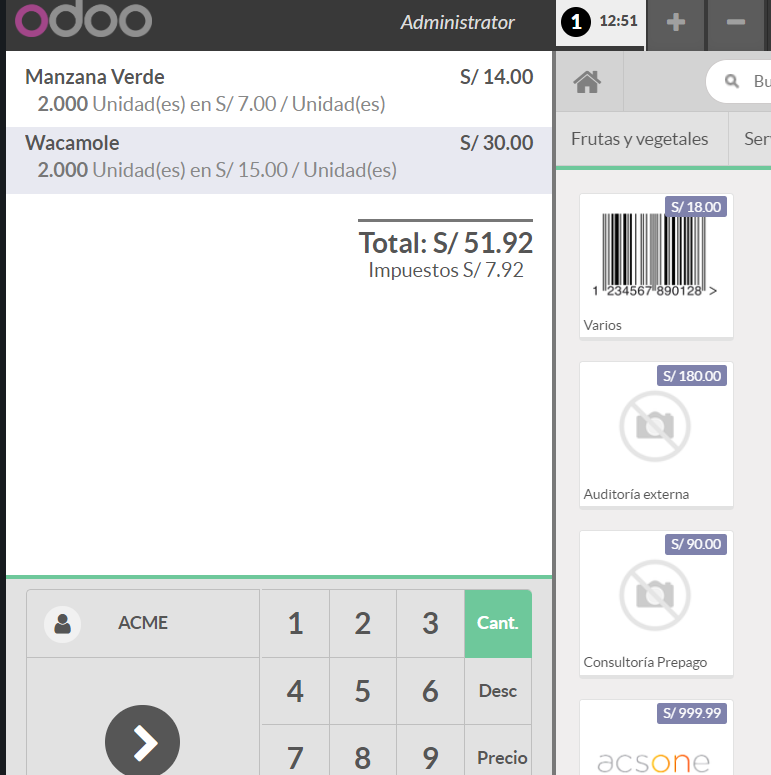 odoo
Administrator
1 12:51
Manzana Verde S/ 14.00
2.000 Unidad(es) en S/ 7.00 / Unidad(es)
Wacamole S/ 30.00
2.000 Unidad(es) en S/ 15.00 / Unidad(es)
Total: S/ 51.92
Impuestos S/ 7.92
ACME
1 2 3 Cant.
4 5 6 Desc
7 8 9 Precio
Bu
Frutas y vegetales
Ser
S/ 18.00
1 234567 890128 >
Varios
S/ 180.00
Auditoría externa
S/ 90.00
Consultoría Prepago
S/ 999.99
acsone